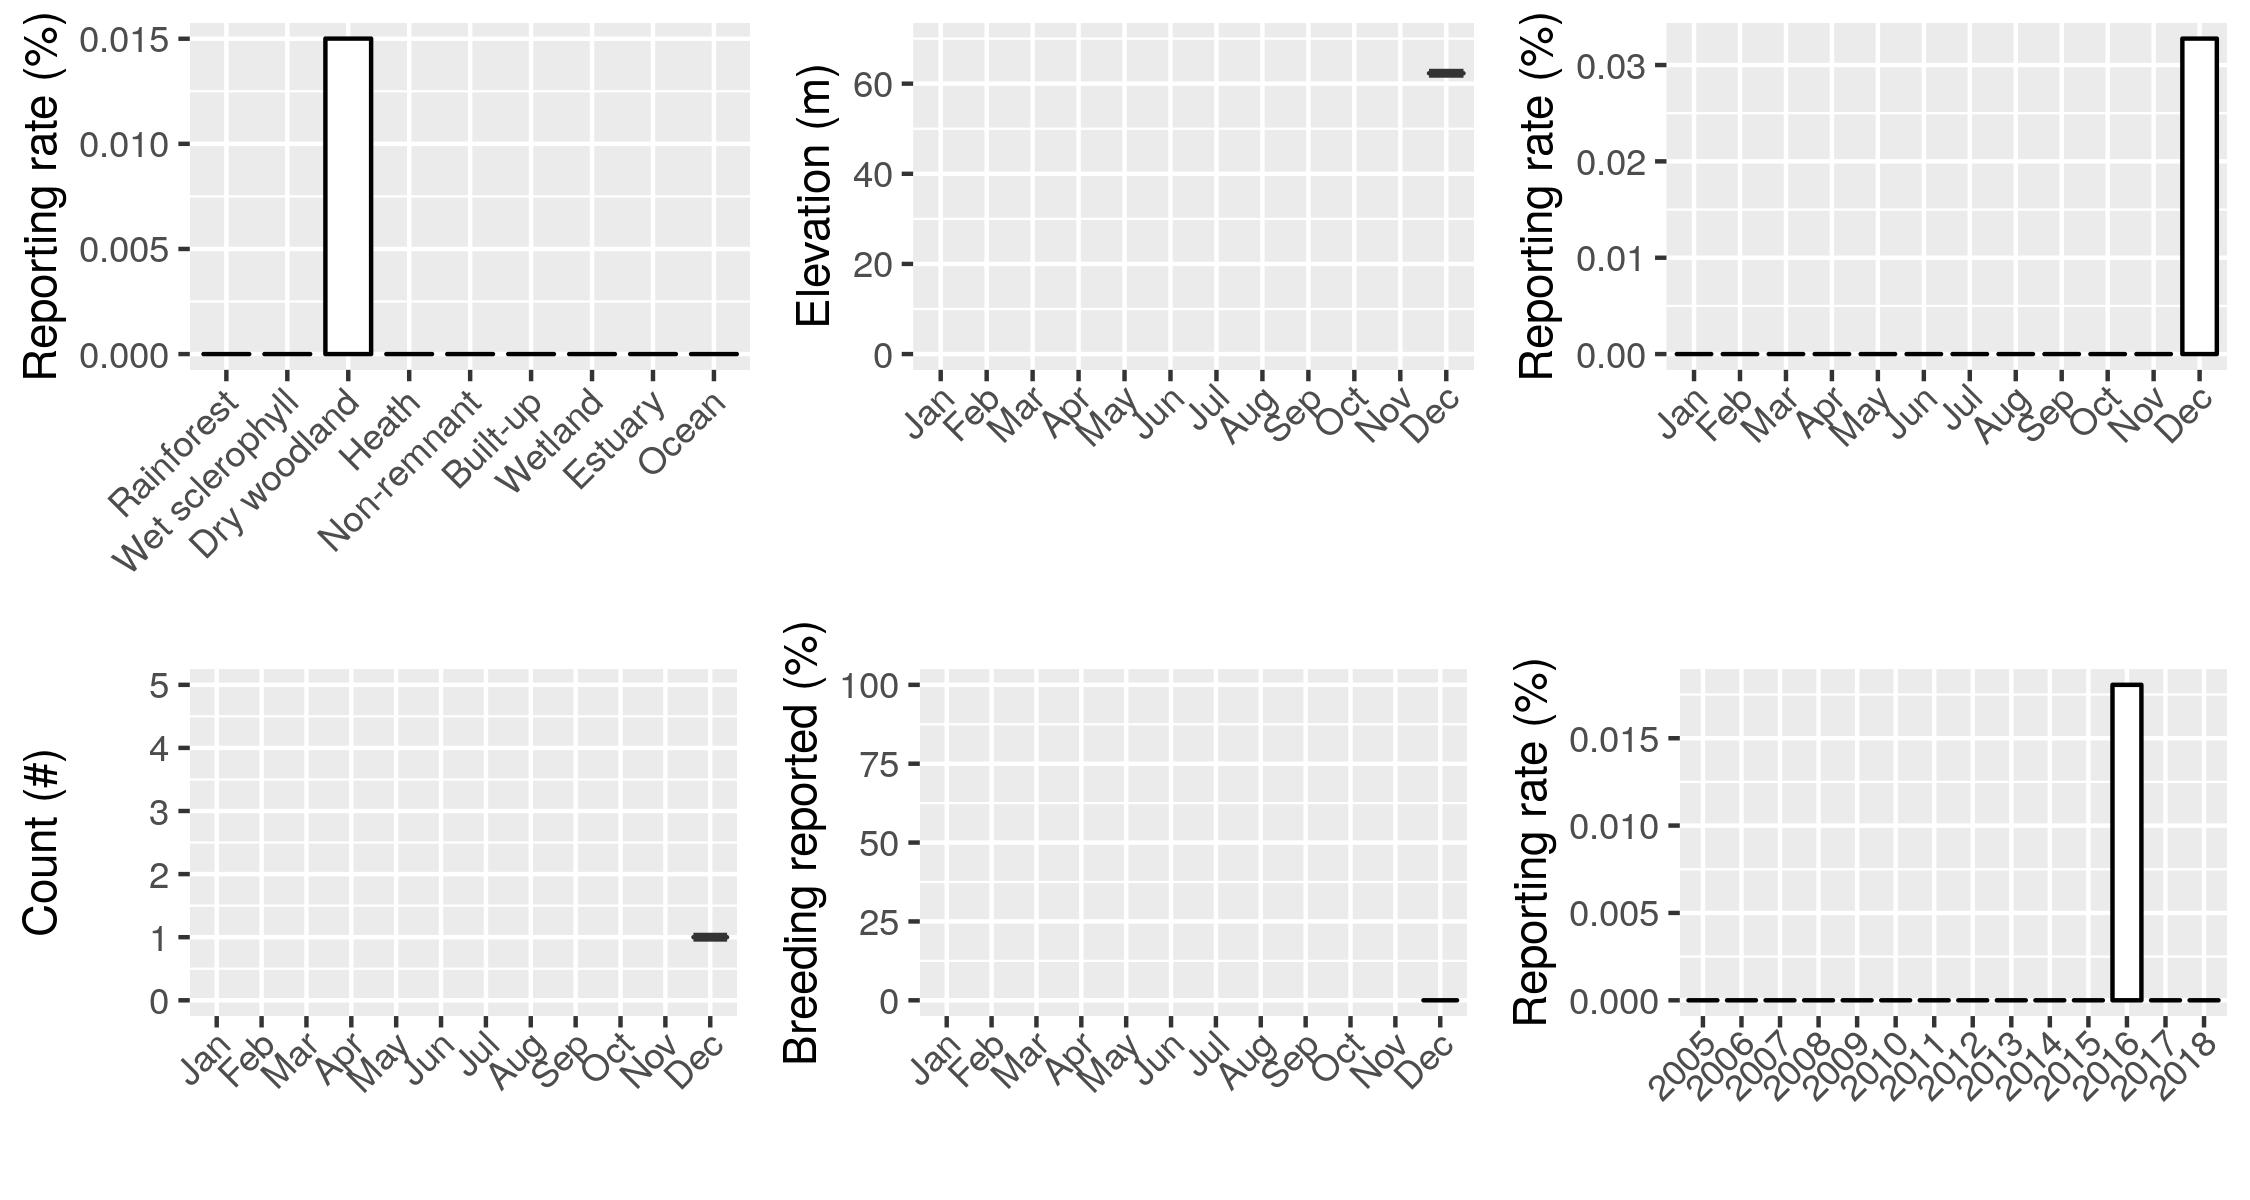 Reporting rate (%)
0.015
0.010
0.005
0.000
Rainforest
Wet sclerophyll
Dry woodland
Heath
Non-remnant
Built-up
Wetland
Estuary
Ocean
Elevation (m)
60
40
20
0
Jan
Feb
Mar
Apr
May
Jun
Jul
Aug
Sep
Oct
Nov
Dec
Reporting rate (%)
0.03
0.02
0.01
0.00
Jan
Feb
Mar
Apr
May
Jun
Jul
Aug
Sep
Oct
Nov
Dec
Count (#)
5
4
3
2
1
0
Jan
Feb
Mar
Apr
May
Jun
Jul
Aug
Sep
Oct
Nov
Dec
Breeding reported (%)
100
75
50
25
0
Jan
Feb
Mar
Apr
May
Jun
Jul
Aug
Sep
Oct
Nov
Dec
Reporting rate (%)
0.015
0.010
0.005
0.000
2005
2006
2007
2008
2009
2010
2011
2012
2013
2014
2015
2016
2017
2018